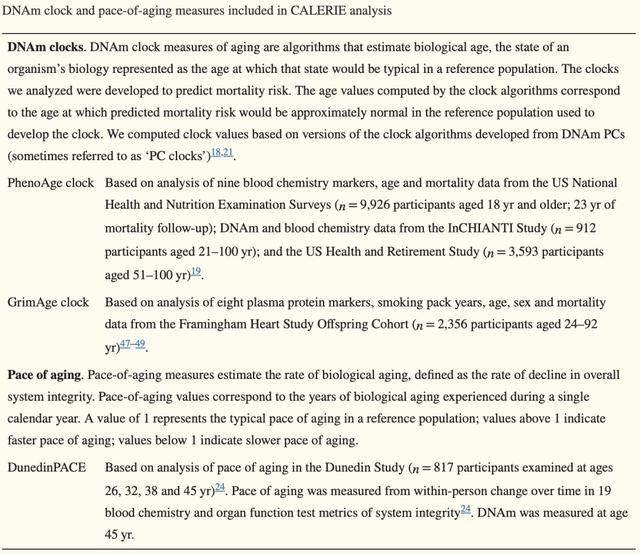 DNAm clock and pace-of-aging measures included in CALERIE analysis
DNAm clocks. DNAm clock measures of aging are algorithms that estimate biological age, the state of an
organism’s biology represented as the age at which that state would be typical in a reference population. The clocks
we analyzed were developed to predict mortality risk. The age values computed by the clock algorithms correspond
to the age at which predicted mortality risk would be approximately normal in the reference population used to
develop the clock. We computed clock values based on versions of the clock algorithms developed from DNAm PCs
(sometimes referred to as ‘PC clocks’)18,21.
PhenoAge clock Based on analysis of nine blood chemistry markers, age and mortality data from the US National
Health and Nutrition Examination Surveys (n = 9,926 participants aged 18 yr and older; 23 yr of
mortality follow-up); DNAm and blood chemistry data from the InCHIANTI Study (n = 912
participants aged 21–100 yr); and the US Health and Retirement Study (n = 3,593 participants
aged 51–100 yr)19.
GrimAge clock Based on analysis of eight plasma protein markers, smoking pack years, age, sex and mortality
data from the Framingham Heart Study Offspring Cohort (n = 2,356 participants aged 24–92
yr)47–49.
Pace of aging. Pace-of-aging measures estimate the rate of biological aging, defined as the rate of decline in overall
system integrity. Pace-of-aging values correspond to the years of biological aging experienced during a single
calendar year. A value of 1 represents the typical pace of aging in a reference population; values above 1 indicate
faster pace of aging; values below 1 indicate slower pace of aging.
DunedinPACE Based on analysis of pace of aging in the Dunedin Study (n = 817 participants examined at ages
26, 32, 38 and 45 yr)24. Pace of aging was measured from within-person change over time in 19
blood chemistry and organ function test metrics of system integrity24. DNAm was measured at age
45 yr.